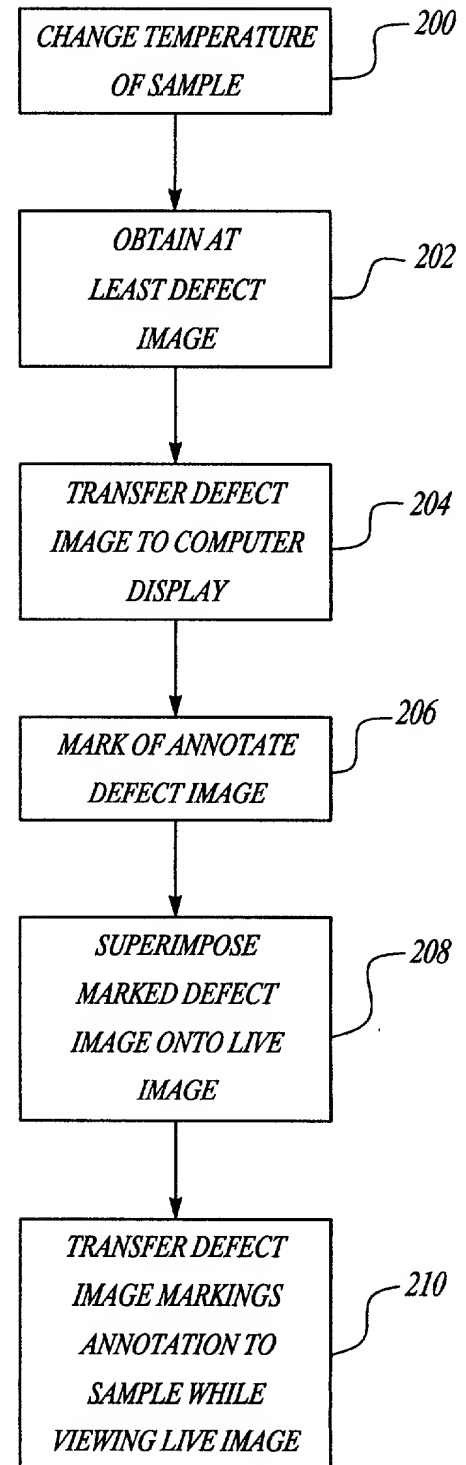 CHANGE TEMPERATURE
OF SAMPLE
200
OBTAIN AT
LEAST DEFECT
IMAGE
202
TRANSFER DEFECT
IMAGE TO COMPUTER
DISPLAY
204
MARK OF ANNOTATE
DEFECT IMAGE
206
SUPERIMPOSE
MARKED DEFECT
IMAGE ONTO LIVE
IMAGE
208
TRANSFER DEFECT
IMAGE MARKINGS
ANNOTATION TO
SAMPLE WHILE
VIEWING LIVE IMAGE
210